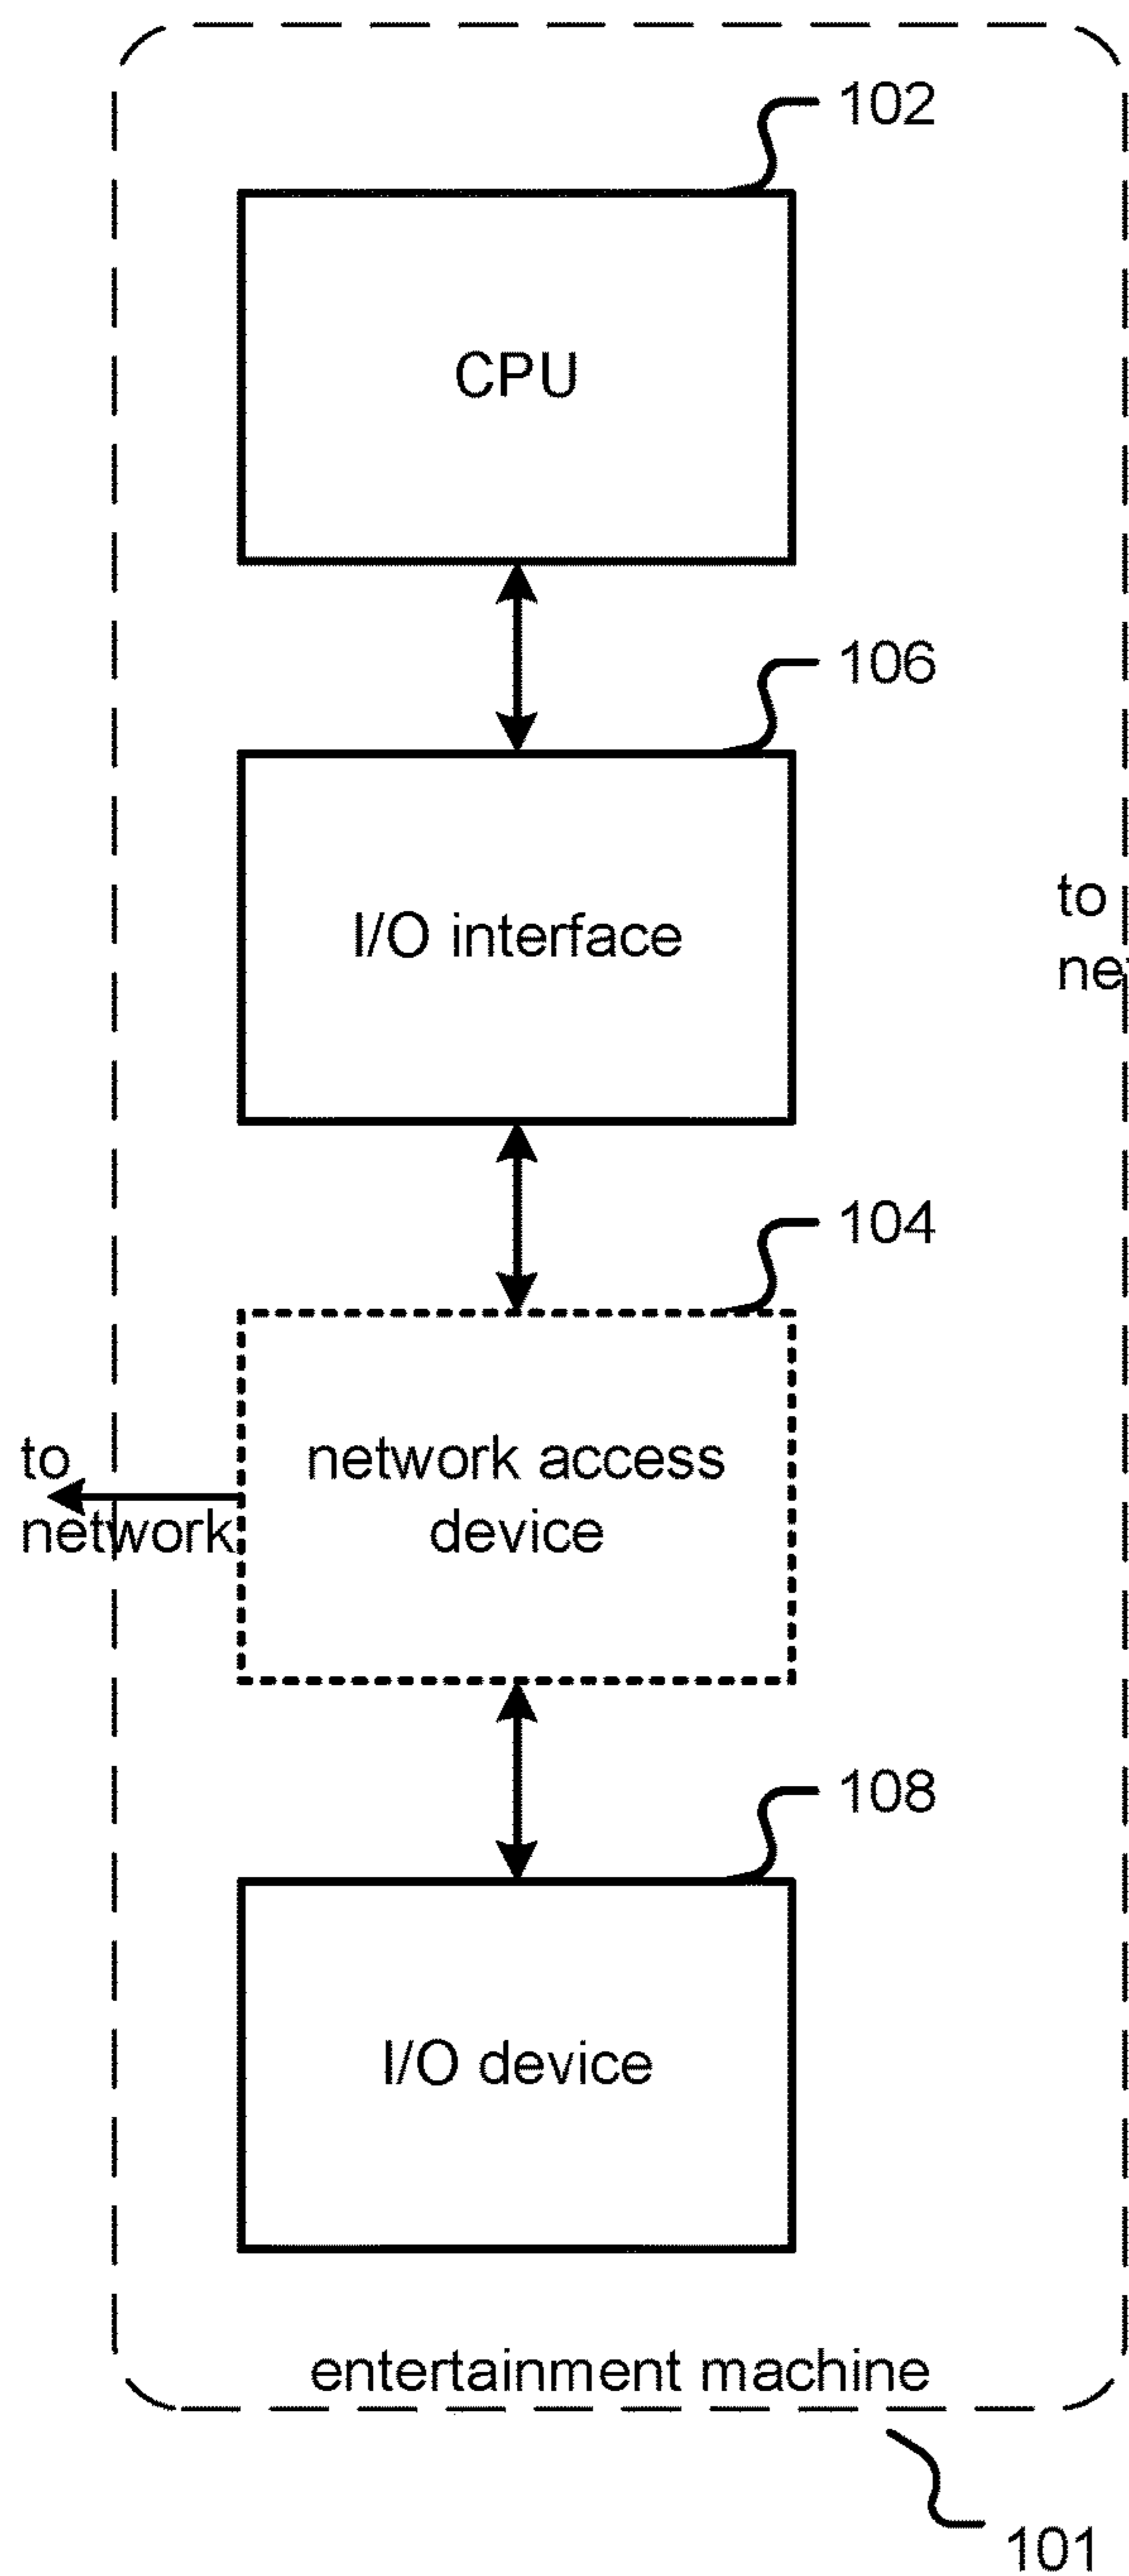 102
CPU
106
I/O interface
to
104
to
network
network access
device
108
I/O device
entertainment machine
101